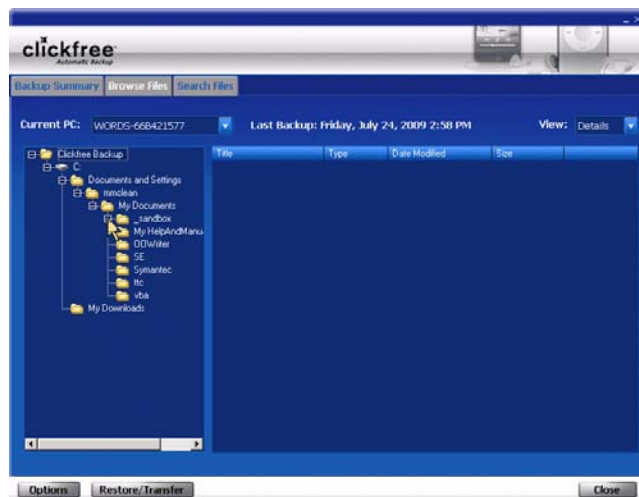 clickfree
Automatic Backup
Backup Summary Browse Files Search Files
Current PC: WORDS-66B421577 Last Backup: Friday, July 24, 2009 2:58 PM View: Details
Title Type Date Modified Size
Clickfree Backup
C:
Documents and Settings
mmclean
My Documents
_sandbox
My HelpAndManu
OOWriter
SE
Symantec
ttc
vba
My Downloads
Options Restore/Transfer Close